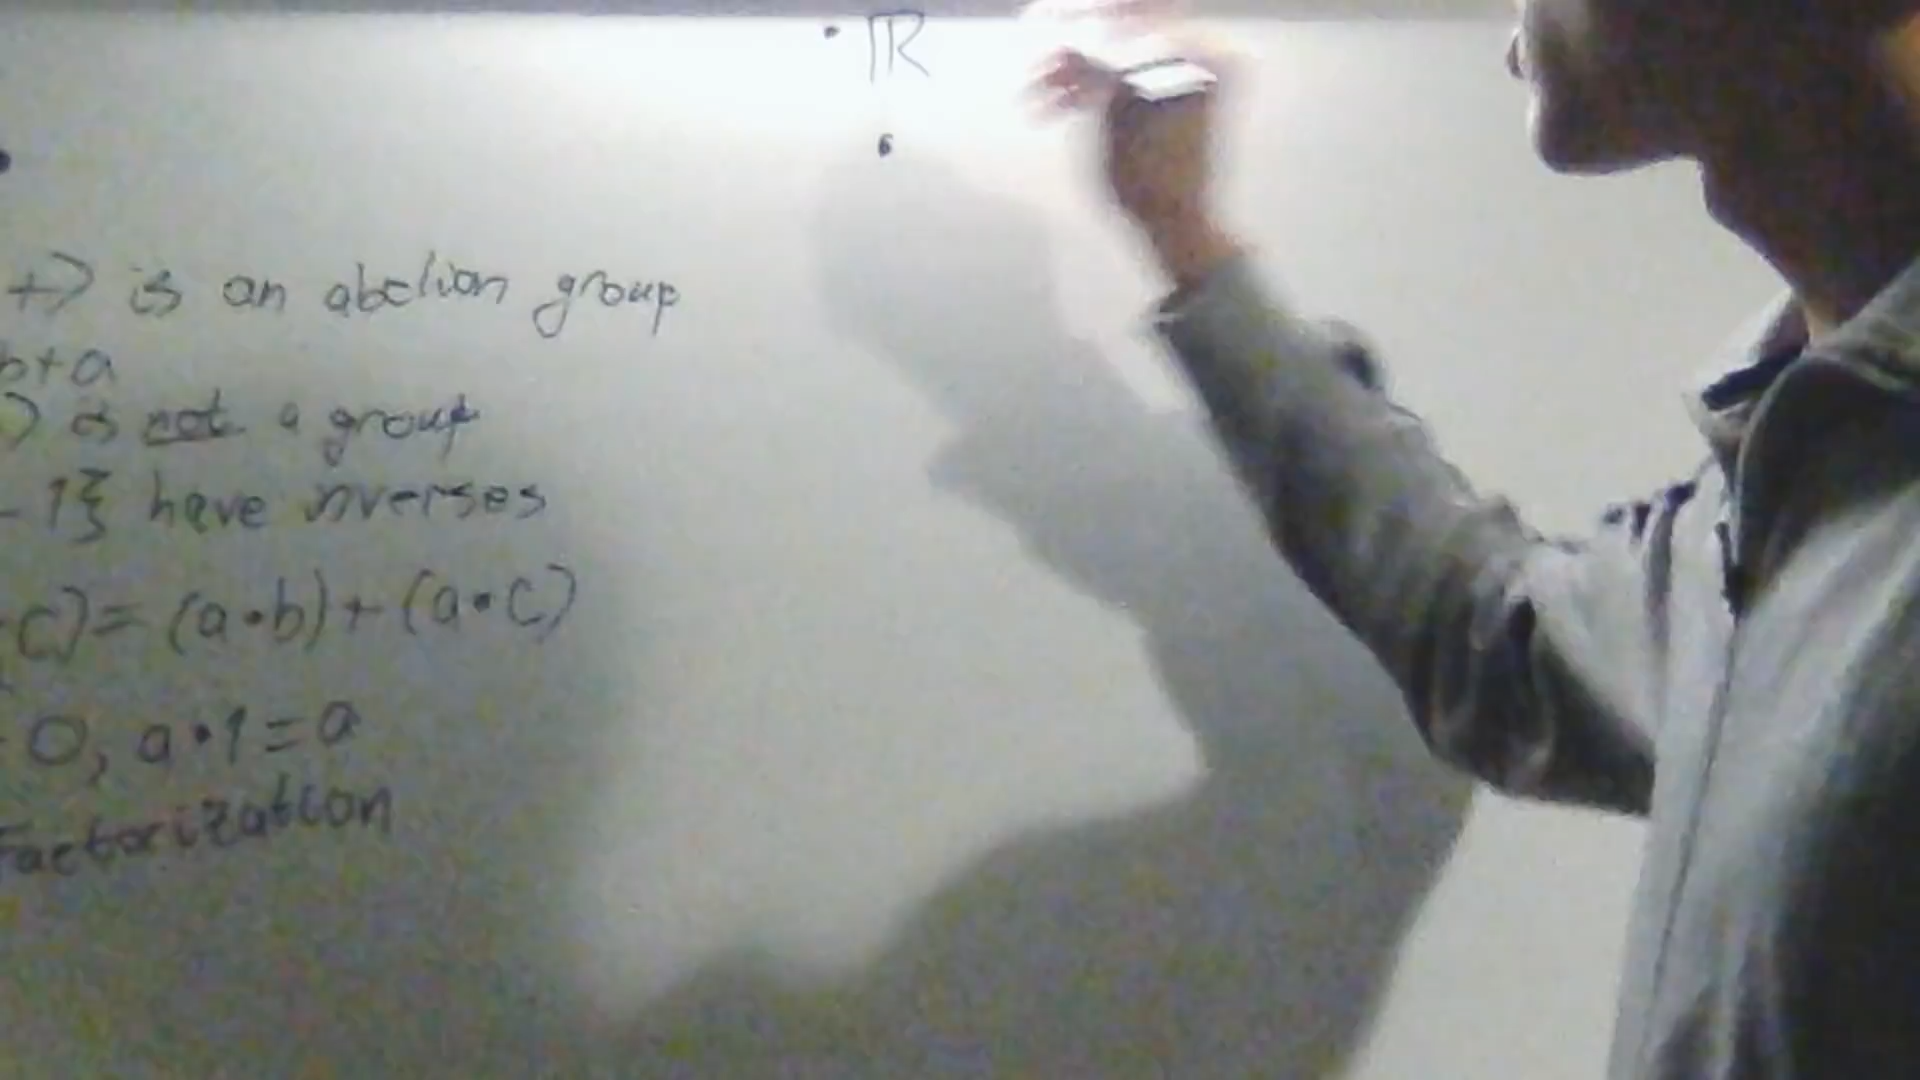 • ℝ
•
+> is an abelian group
b+a
> is not a group
-1} have inverses
c)=(a•b)+(a•c)
0, a•1=a
Factorization